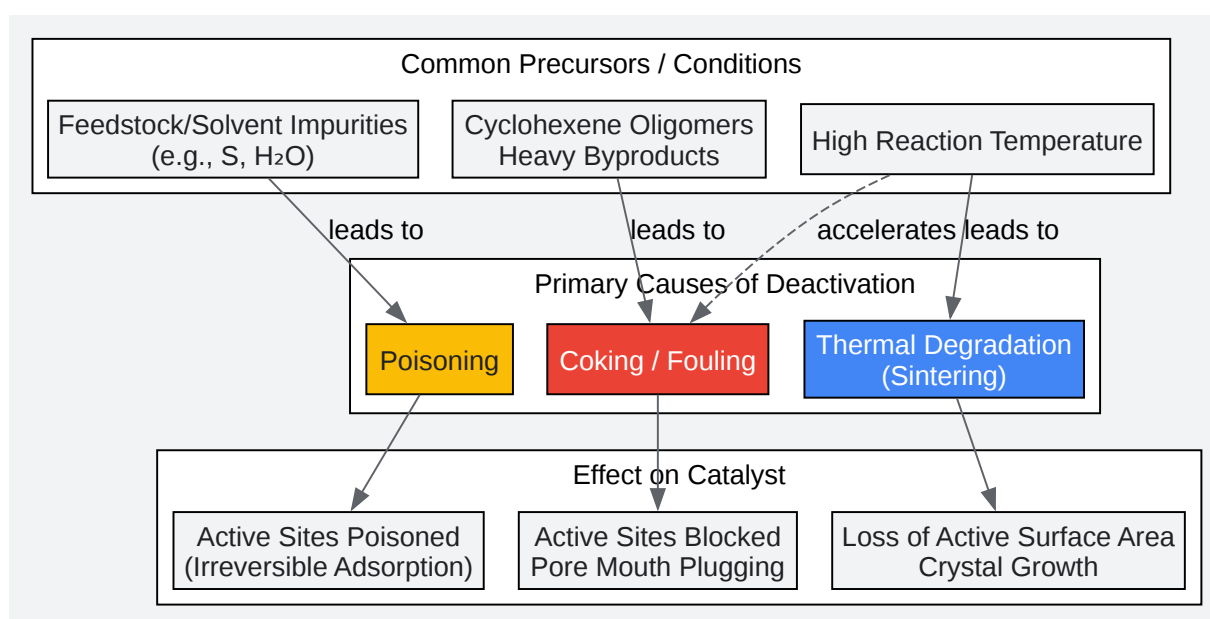 Common Precursors / Conditions
Feedstock/Solvent Impurities
(e.g., S, H₂O)
Cyclohexene Oligomers
Heavy Byproducts
High Reaction Temperature
leads to
leads to
accelerates
leads to
Primary Causes of Deactivation
Poisoning
Coking / Fouling
Thermal Degradation
(Sintering)
Effect on Catalyst
Active Sites Poisoned
(Irreversible Adsorption)
Active Sites Blocked
Pore Mouth Plugging
Loss of Active Surface Area
Crystal Growth